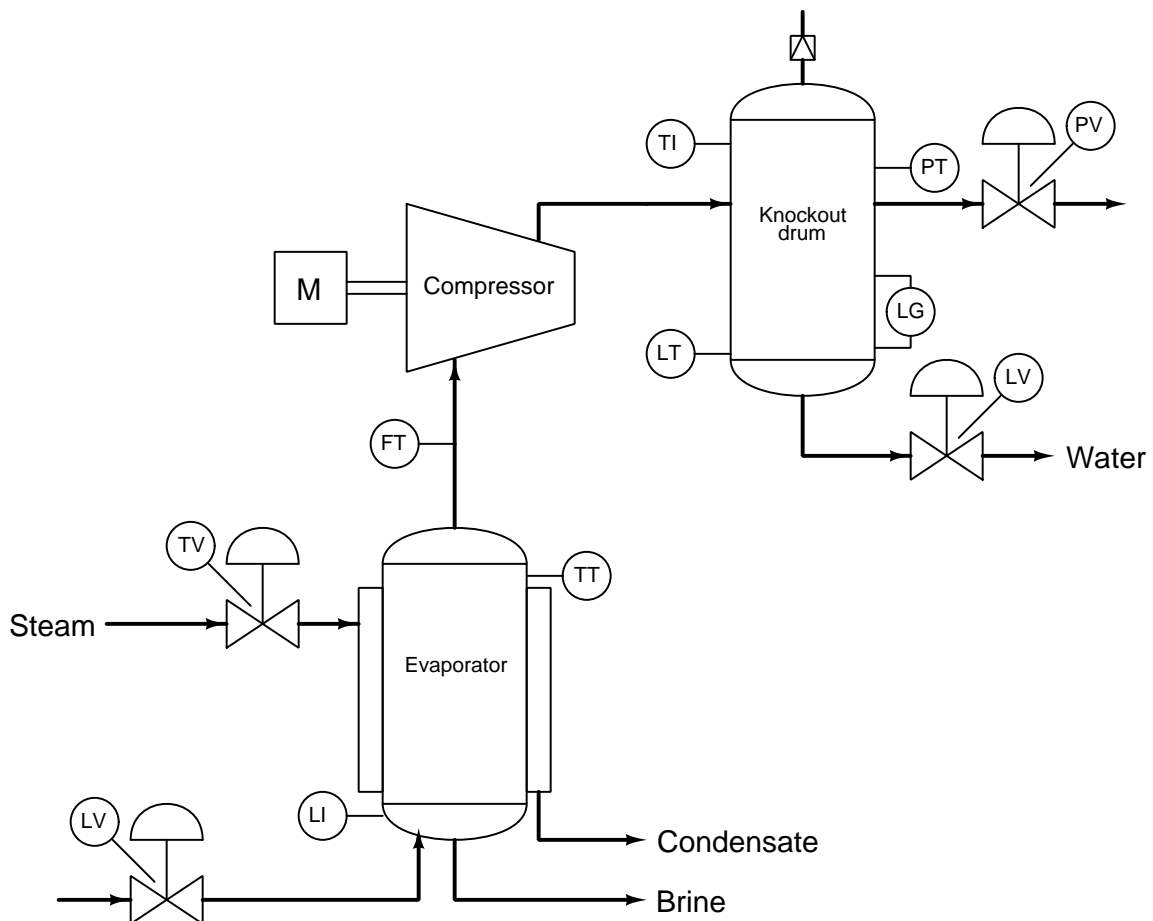 TI
PT
PV
Knockout
drum
M
Compressor
LG
LT
LV
FT
Water
TV
TT
Steam
Evaporator
LI
LV
Condensate
Brine